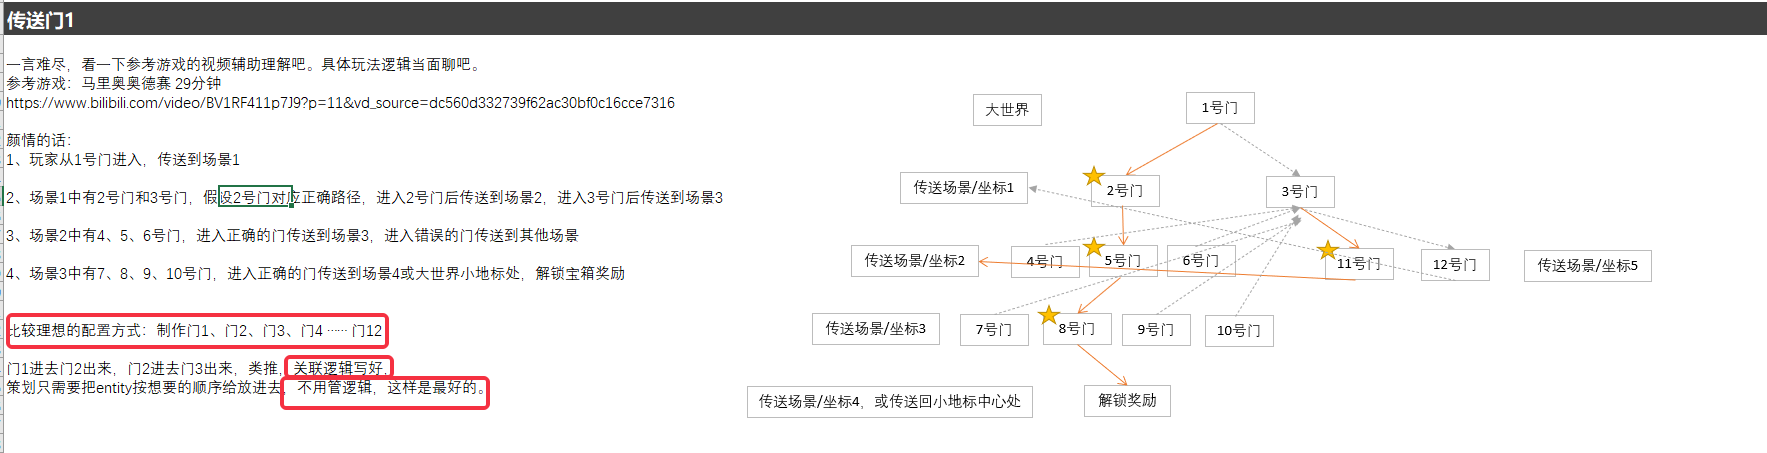 传送门1
一言难尽，看一下参考游戏的视频辅助理解吧。具体玩法逻辑当面聊吧。
参考游戏：马里奥奥德赛 29分钟
https://www.bilibili.com/video/BV1RF411p7J9?p=11&vd_source=dc560d332739f62ac30bf0c16cce7316
颜情的话：
1、玩家从1号门进入，传送到场景1
2、场景1中有2号门和3号门，假设2号门对应正确路径，进入2号门后传送到场景2，进入3号门后传送到场景3
3、场景2中有4、5、6号门，进入正确的门传送到场景3，进入错误的门传送到其他场景
4、场景3中有7、8、9、10号门，进入正确的门传送到场景4或大世界小地标处，解锁宝箱奖励
比较理想的配置方式：制作门1、门2、门3、门4 ⋯⋯ 门12
门1进去门2出来，门2进去门3出来，类推，关联逻辑写好，
策划只需要把entity按想要的顺序给放进去，不用管逻辑，这样是最好的。
大世界
1号门
传送场景/坐标1
2号门
3号门
传送场景/坐标2
4号门
5号门
6号门
11号门
12号门
传送场景/坐标5
传送场景/坐标3
7号门
8号门
9号门
10号门
传送场景/坐标4，或传送回小地标中心处
解锁奖励